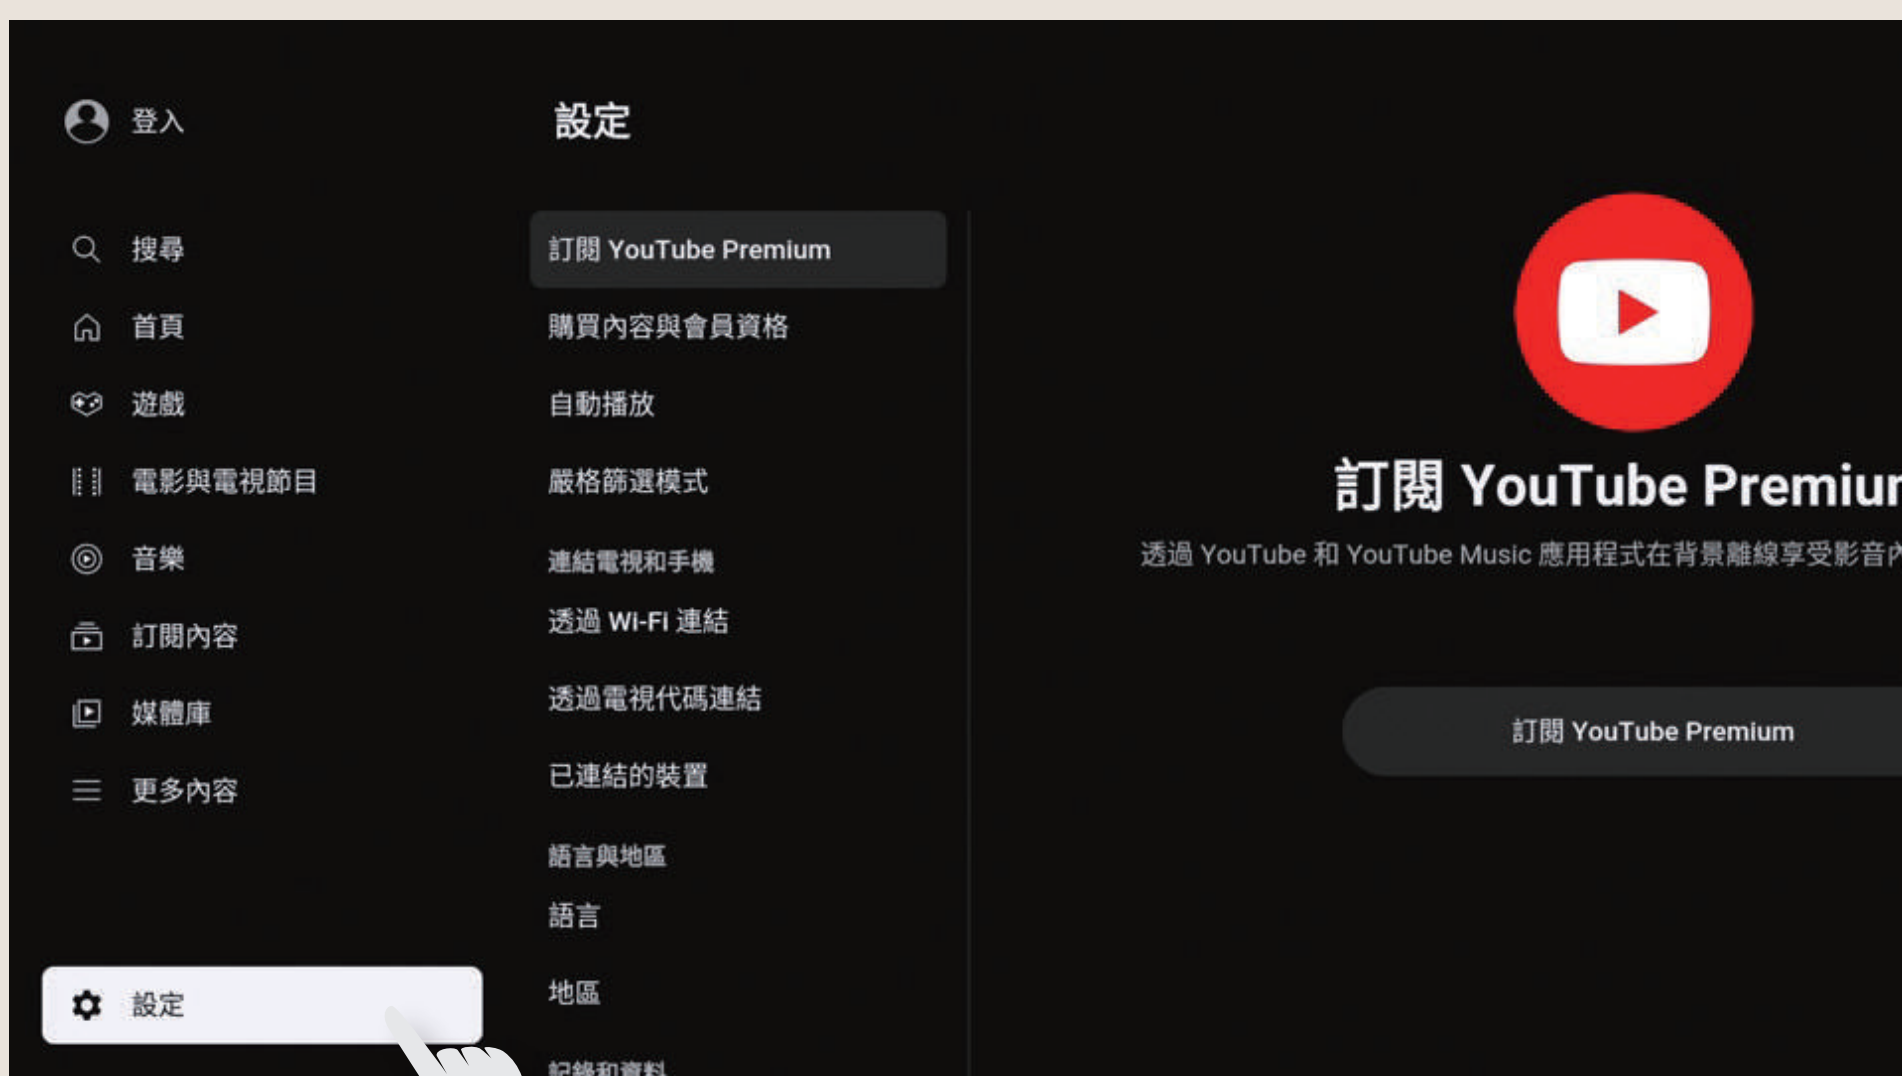 登入
搜尋
首頁
遊戲
電影與電視節目
音樂
訂閱內容
媒體庫
更多內容
設定
設定
訂閱 YouTube Premium
購買內容與會員資格
自動播放
嚴格篩選模式
連結電視和手機
透過 Wi-Fi 連結
透過電視代碼連結
已連結的裝置
語言與地區
語言
地區
記錄和資料
訂閱 YouTube Premiu
透過 YouTube 和 YouTube Music 應用程式在背景離線享受影音
訂閱 YouTube Premium